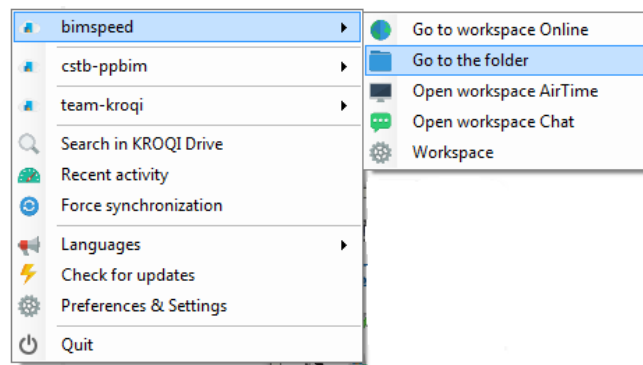 bimspeed
cstb-ppbim
team-kroqi
Search in KROQI Drive
Recent activity
Force synchronization
Languages
Check for updates
Preferences & Settings
Quit
Go to workspace Online
Go to the folder
Open workspace AirTime
Open workspace Chat
Workspace